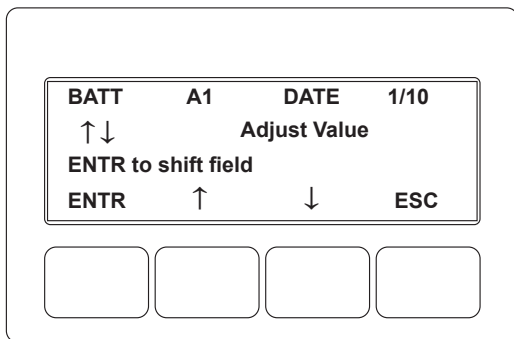 BATT A1 DATE 1/10
↑↓ Adjust Value
ENTR to shift field
ENTR ↑ ↓ ESC